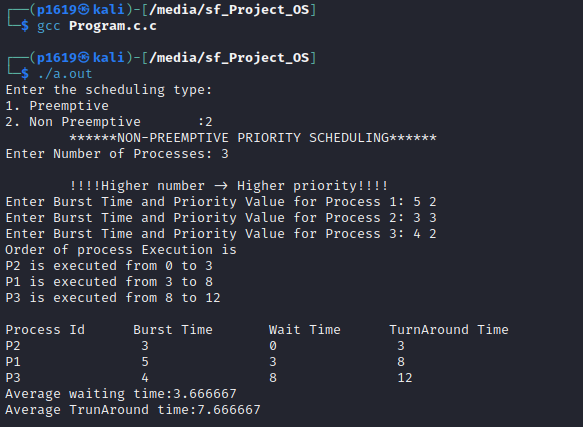 ┌──(p1619㉿kali)-[/media/sf_Project_OS]
└─$ gcc Program.c.c
┌──(p1619㉿kali)-[/media/sf_Project_OS]
└─$ ./a.out
Enter the scheduling type:
1. Preemptive
2. Non Preemptive :2
******NON-PREEMPTIVE PRIORITY SCHEDULING******
Enter Number of Processes: 3
!!!!Higher number → Higher priority!!!!
Enter Burst Time and Priority Value for Process 1: 5 2
Enter Burst Time and Priority Value for Process 2: 3 3
Enter Burst Time and Priority Value for Process 3: 4 2
Order of process Execution is
P2 is executed from 0 to 3
P1 is executed from 3 to 8
P3 is executed from 8 to 12
Process Id Burst Time Wait Time TurnAround Time
P2 3 0 3
P1 5 3 8
P3 4 8 12
Average waiting time:3.666667
Average TrunAround time:7.666667